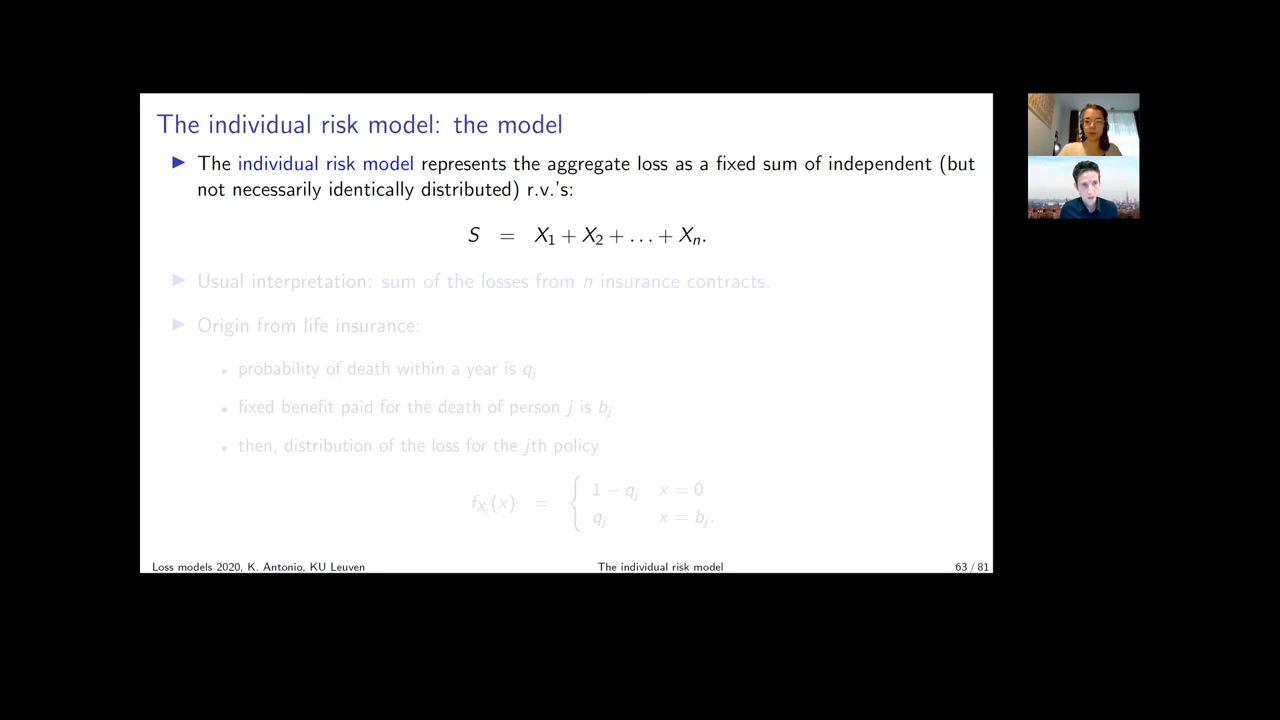 The individual risk model: the model
▶ The individual risk model represents the aggregate loss as a fixed sum of independent (but
not necessarily identically distributed) r.v.'s:
S = X₁ + X₂ + . . . + Xₙ.
▶ Usual interpretation: sum of the losses from n insurance contracts.
▶ Origin from life insurance:
• probability of death within a year is qⱼ
• fixed benefit paid for the death of person j is bⱼ
• then, distribution of the loss for the jth policy
f_{Xⱼ}(x) = { 1 − qⱼ x = 0
qⱼ x = bⱼ.
Loss models 2020, K. Antonio, KU Leuven The individual risk model 63 / 81